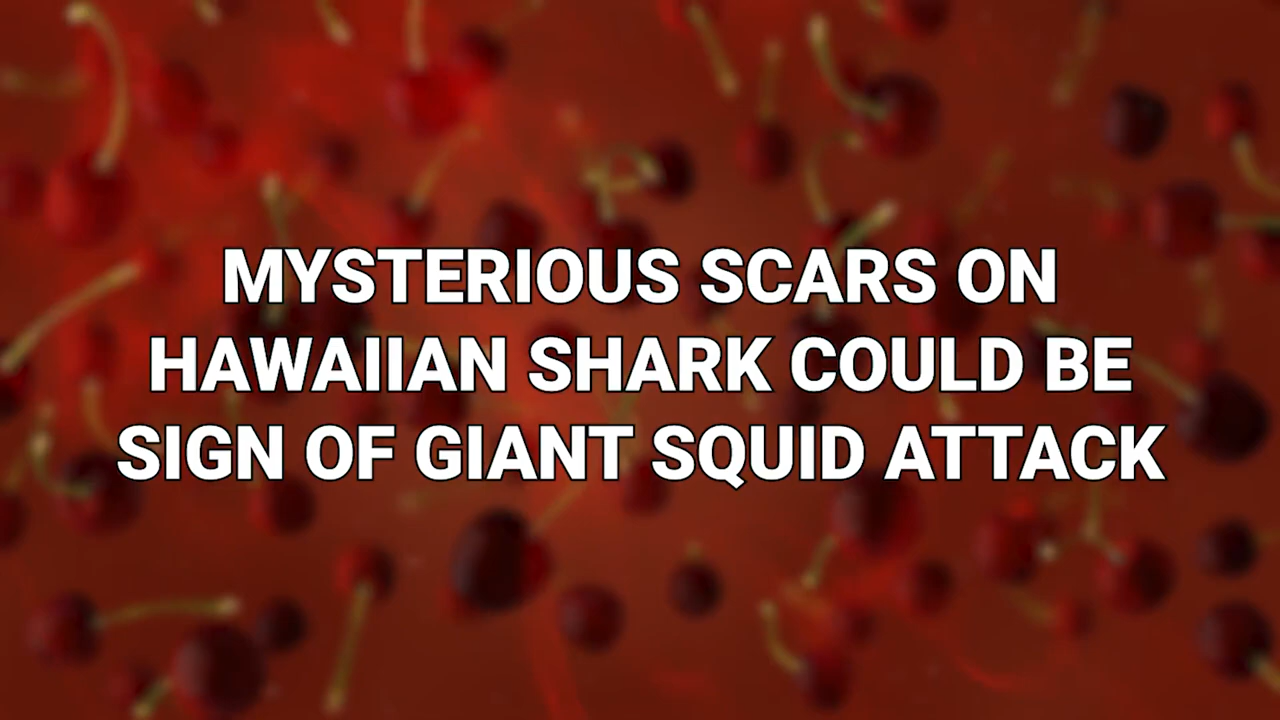 MYSTERIOUS SCARS ON
HAWAIIAN SHARK COULD BE
SIGN OF GIANT SQUID ATTACK